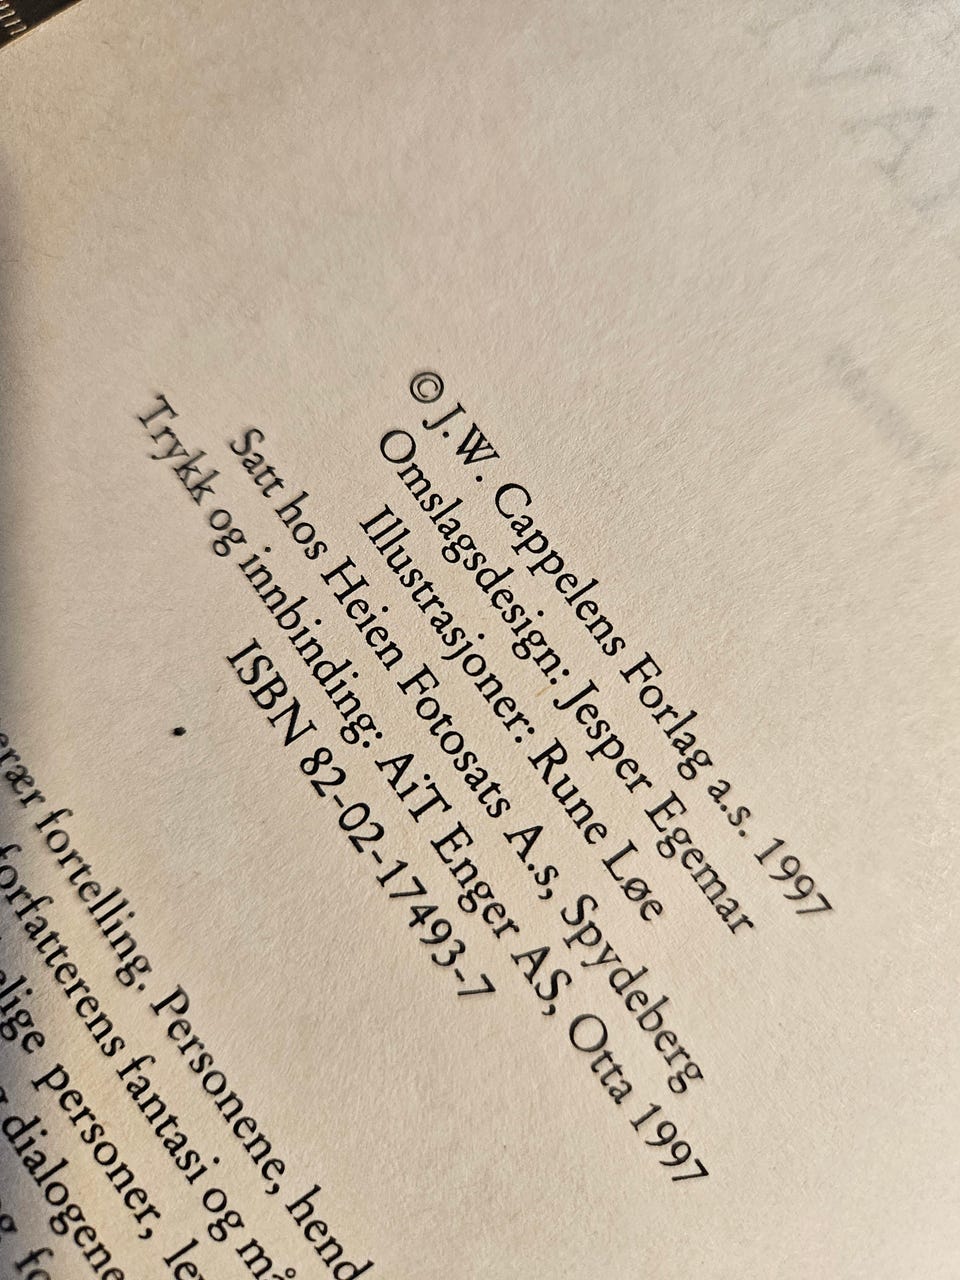 © J.W. Cappelens Forlag a.s. 1997
Omslagsdesign: Jesper Egemar
Illustrasjoner: Rune Løe
Satt hos Heien Fotosats A.s, Spydeberg
Trykk og innbinding: AiT Enger AS, Otta 1997
ISBN 82-02-17493-7
fortelling. Personene,
forfatterens fantasi og
personer,